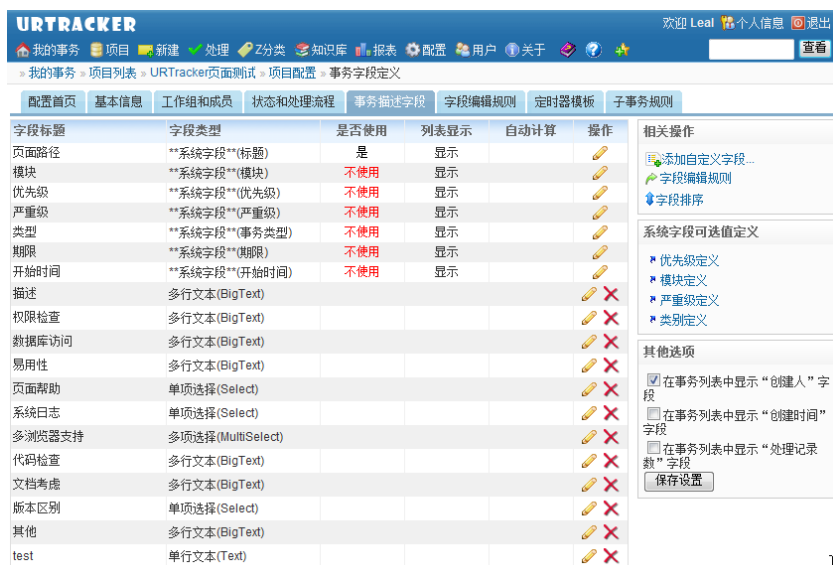 URTRACKER
欢迎 Leal 个人信息 退出
我的事务 项目 新建 处理 Z分类 知识库 报表 配置 用户 关于 查看
» 我的事务 » 项目列表 » URTracker页面测试 » 项目配置 » 事务字段定义
配置首页 基本信息 工作组和成员 状态和处理流程 事务描述字段 字段编辑规则 定时器模板 子事务规则
字段标题 字段类型 是否使用 列表显示 自动计算 操作
页面路径 **系统字段**(标题) 是 显示
模块 **系统字段**(模块) 不使用 显示
优先级 **系统字段**(优先级) 不使用 显示
严重级 **系统字段**(严重级) 不使用 显示
类型 **系统字段**(事务类型) 不使用 显示
期限 **系统字段**(期限) 不使用 显示
开始时间 **系统字段**(开始时间) 不使用 显示
描述 多行文本(BigText)
权限检查 多行文本(BigText)
数据库访问 多行文本(BigText)
易用性 多行文本(BigText)
页面帮助 单项选择(Select)
系统日志 单项选择(Select)
多浏览器支持 多项选择(MultiSelect)
代码检查 多行文本(BigText)
文档考虑 多行文本(BigText)
版本区别 单项选择(Select)
其他 多行文本(BigText)
test 单行文本(Text)
相关操作
添加自定义字段...
字段编辑规则
字段排序
系统字段可选值定义
优先级定义
模块定义
严重级定义
类别定义
其他选项
在事务列表中显示“创建人”字
段
在事务列表中显示“创建时间”
字段
在事务列表中显示“处理记录
数”字段
保存设置